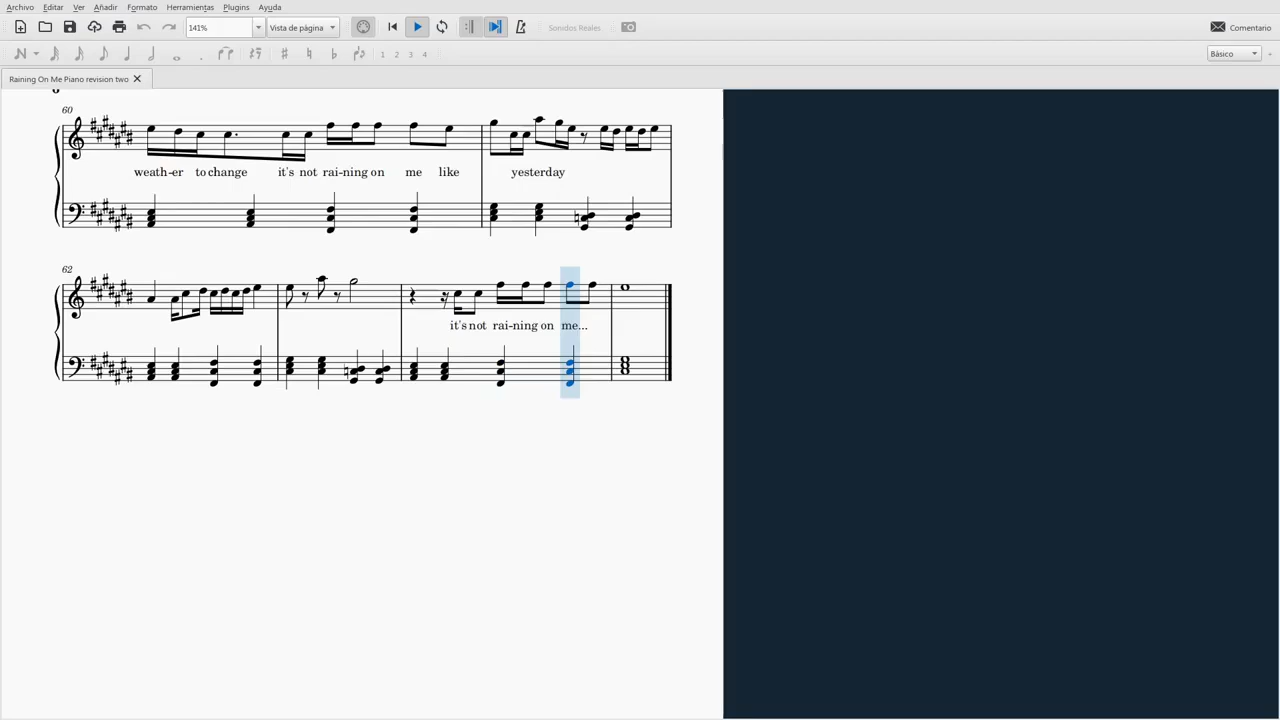 Archivo Editar Ver Añadir Formato Herramientas Plugins Ayuda
141% Vista de página Sonidos Reales Comentario
1 2 3 4 Básico
Raining On Me Piano revision two
60
weath-er to change it's not rai-ning on me like yesterday
62
it's not rai-ning on me...